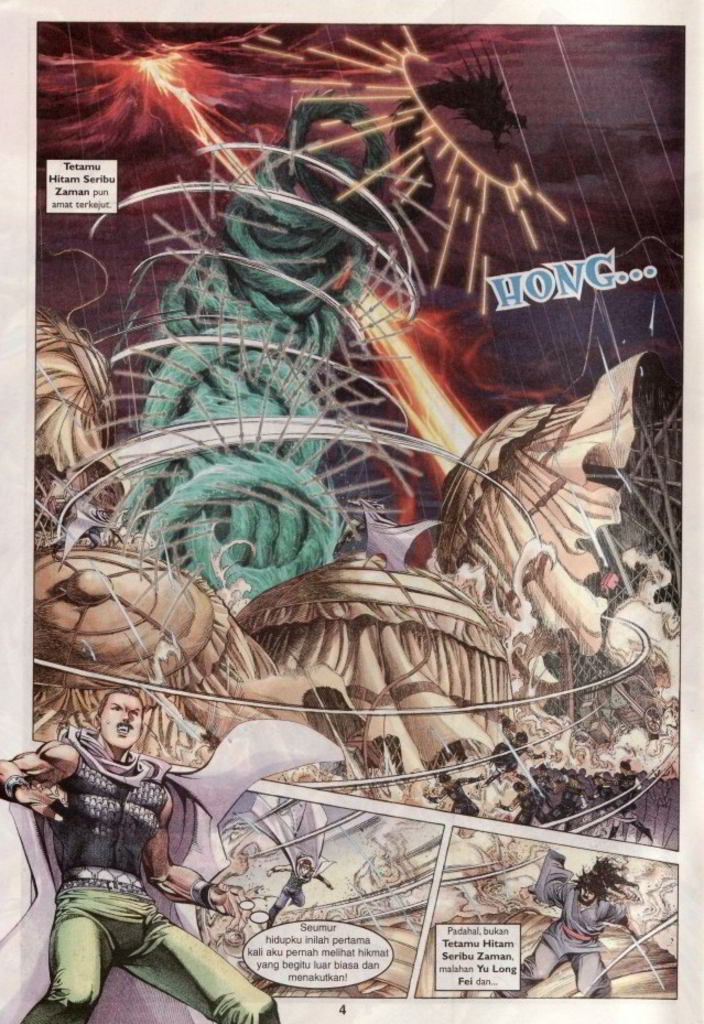 Tetamu
Hitam Seribu
Zaman pun
amat terkejut.
HONG...
Seumur
hidupku inilah pertama
kali aku pernah melihat hikmat
yang begitu luar biasa dan
menakutkan!
Padahal, bukan
Tetamu Hitam
Seribu Zaman,
malahan Yu Long
Fei dan...
4